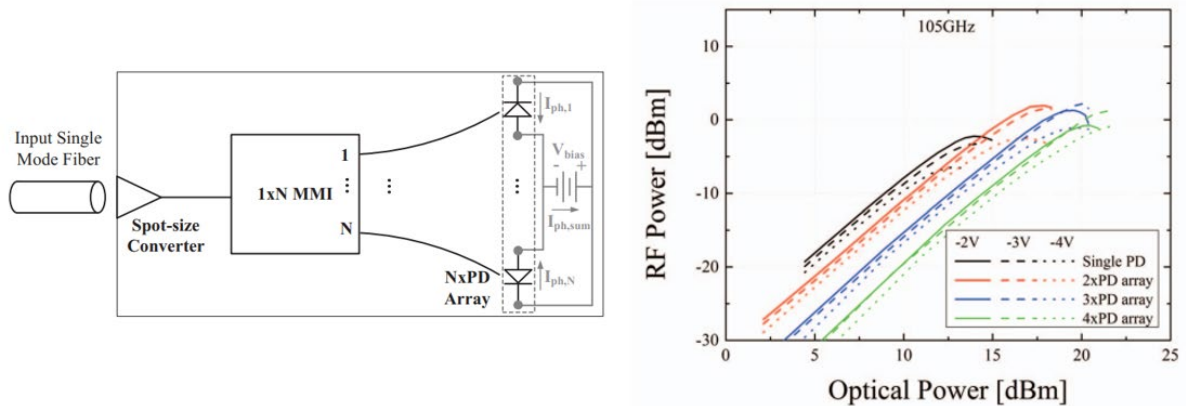 Input Single
Mode Fiber
Spot-size
Converter
1xN MMI
1
...
N
...
...
NxPD
Array
I_ph,1
V_bias
- +
I_ph,sum
I_ph,N
105GHz
RF Power [dBm]
10
0
-10
-20
-30
0
5
10
15
20
25
Optical Power [dBm]
-2V -3V -4V
Single PD
2xPD array
3xPD array
4xPD array